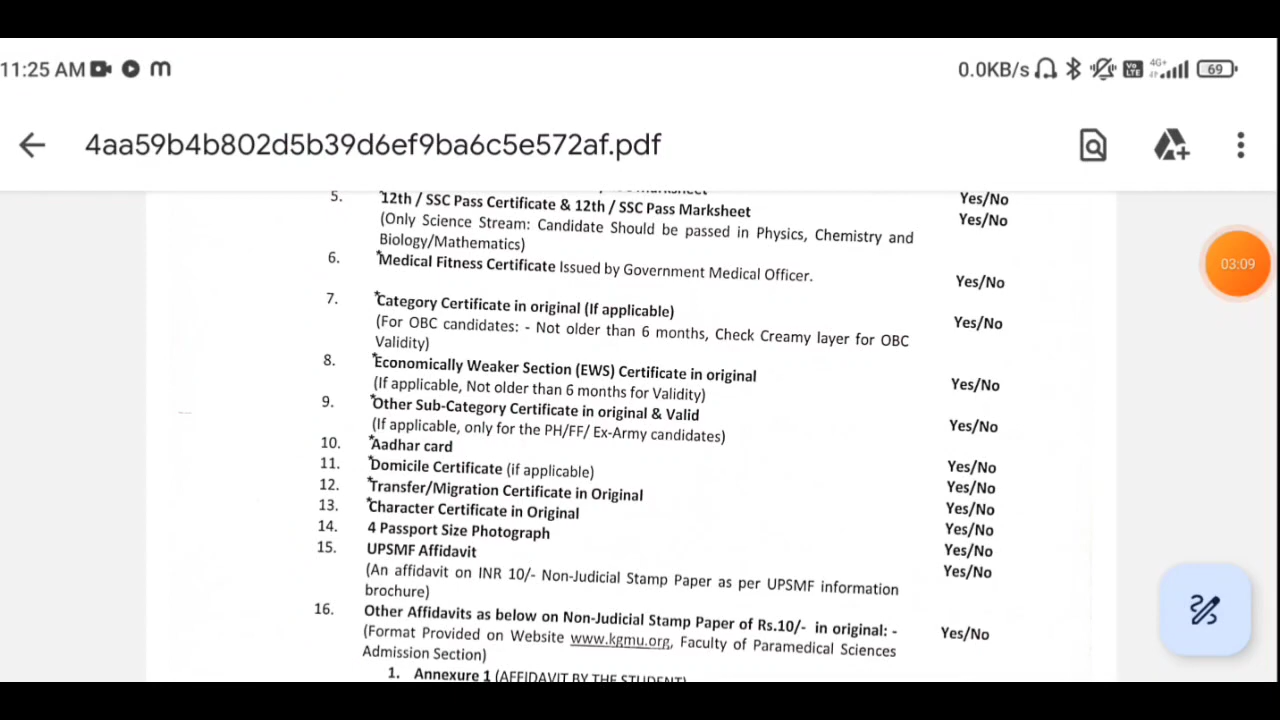 11:25 AM m 0.0KB/s Vo LTE 4G+ 69
4aa59b4b802d5b39d6ef9ba6c5e572af.pdf
5. *12th / SSC Pass Certificate & 12th / SSC Pass Marksheet Yes/No
(Only Science Stream: Candidate Should be passed in Physics, Chemistry and Yes/No
Biology/Mathematics)
6. *Medical Fitness Certificate Issued by Government Medical Officer. Yes/No
7. *Category Certificate in original (If applicable)
(For OBC candidates: - Not older than 6 months, Check Creamy layer for OBC Yes/No
Validity)
8. *Economically Weaker Section (EWS) Certificate in original
(If applicable, Not older than 6 months for Validity) Yes/No
9. *Other Sub-Category Certificate in original & Valid
(If applicable, only for the PH/FF/ Ex-Army candidates) Yes/No
10. *Aadhar card Yes/No
11. *Domicile Certificate (if applicable) Yes/No
12. *Transfer/Migration Certificate in Original Yes/No
13. *Character Certificate in Original Yes/No
14. 4 Passport Size Photograph Yes/No
15. UPSMF Affidavit Yes/No
(An affidavit on INR 10/- Non-Judicial Stamp Paper as per UPSMF information
brochure)
16. Other Affidavits as below on Non-Judicial Stamp Paper of Rs.10/- in original: - Yes/No
(Format Provided on Website www.kgmu.org, Faculty of Paramedical Sciences
Admission Section)
1. Annexure 1 (AFFIDAVIT BY THE STUDENT)
03:09